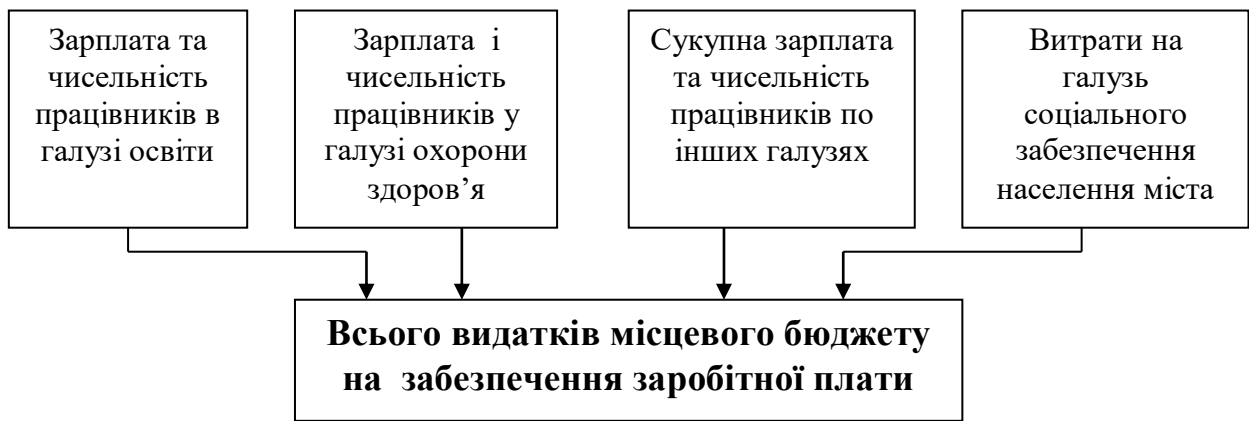 Зарплата та
чисельність
працівників в
галузі освіти
Зарплата і
чисельність
працівників у
галузі охорони
здоров’я
Сукупна зарплата
та чисельність
працівників по
інших галузях
Витрати на
галузь
соціального
забезпечення
населення міста
Всього видатків місцевого бюджету
на забезпечення заробітної плати